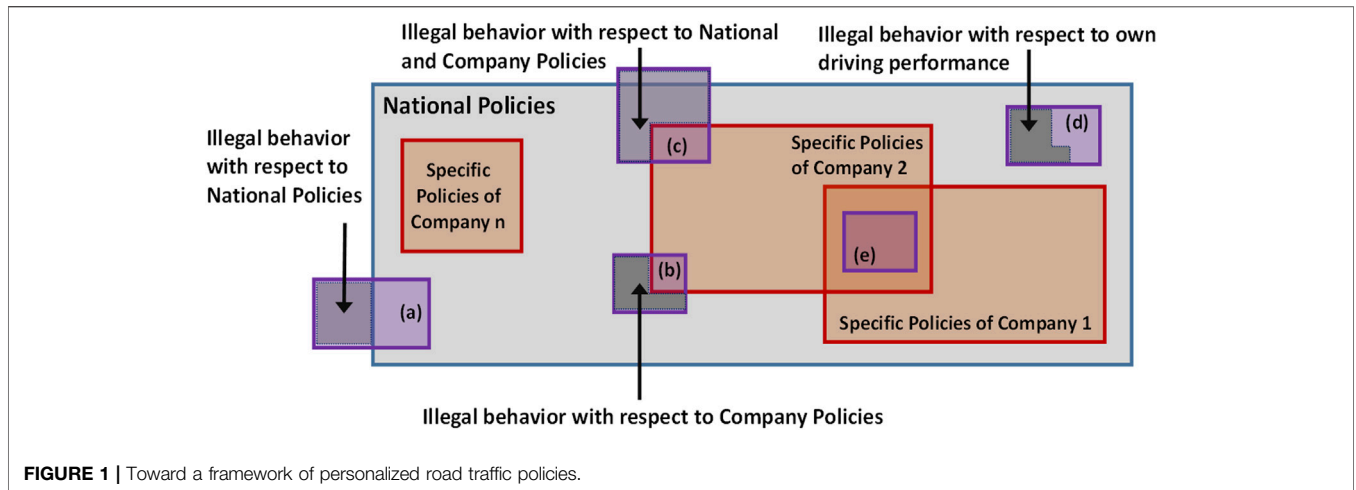 Illegal behavior with respect to National
and Company Policies
Illegal behavior with respect to own
driving performance
National Policies
Illegal behavior
with respect to
National Policies
Specific
Policies of
Company n
(c)
Specific Policies
of Company 2
(d)
(a)
(b)
(e)
Specific Policies of Company 1
Illegal behavior with respect to Company Policies
FIGURE 1 | Toward a framework of personalized road traffic policies.